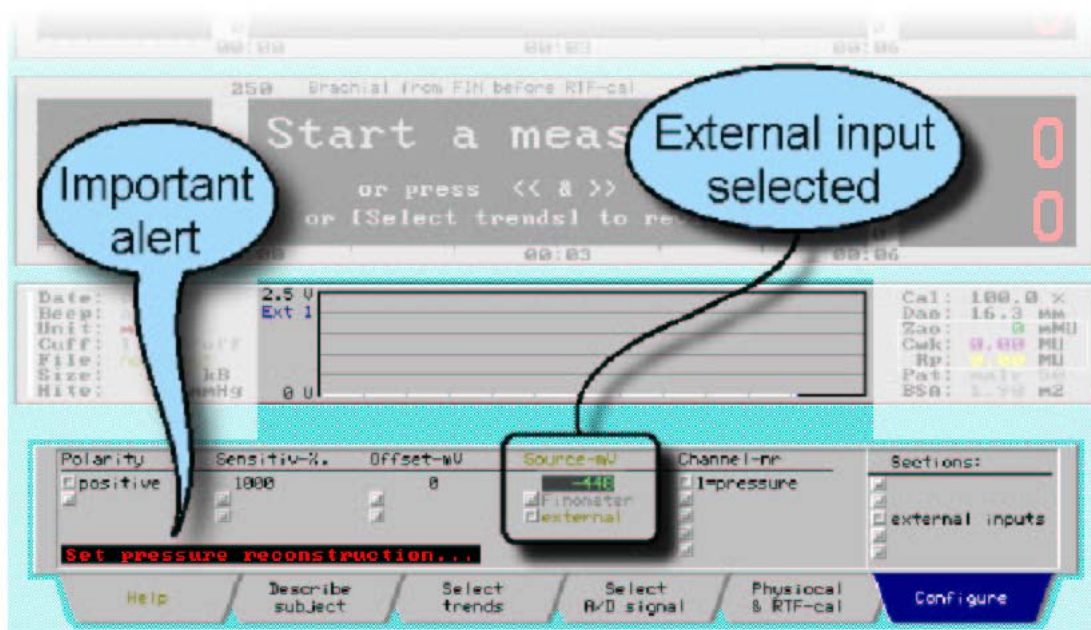 00:00 00:03 00:06
250 Brachial from FIN before RTF-cal
Start a meas
or press << & >>
or [Select trends] to re
0
0
Important
alert
External input
selected
00:03 00:06
Date:
Beep:
Unit:
Cuff:
File:
Size: kB
Hite: mmHg
2.5 V
Ext 1
0 V
Cal: 100.0 %
Dao: 16.3 mm
Zao: 0 mMU
Cwk: 0.00 MU
Rp: 0.00 MU
Pat: male
BSA: m2
Polarity Sensitiv-%. Offset-mV Source-mV Channel-nr Sections:
positive 1000 0 -448 1=pressure
Finometer
external external inputs
Set pressure reconstruction...
Help
Describe
subject
Select
trends
Select
A/D signal
Physiocal
& RTF-cal
Configure